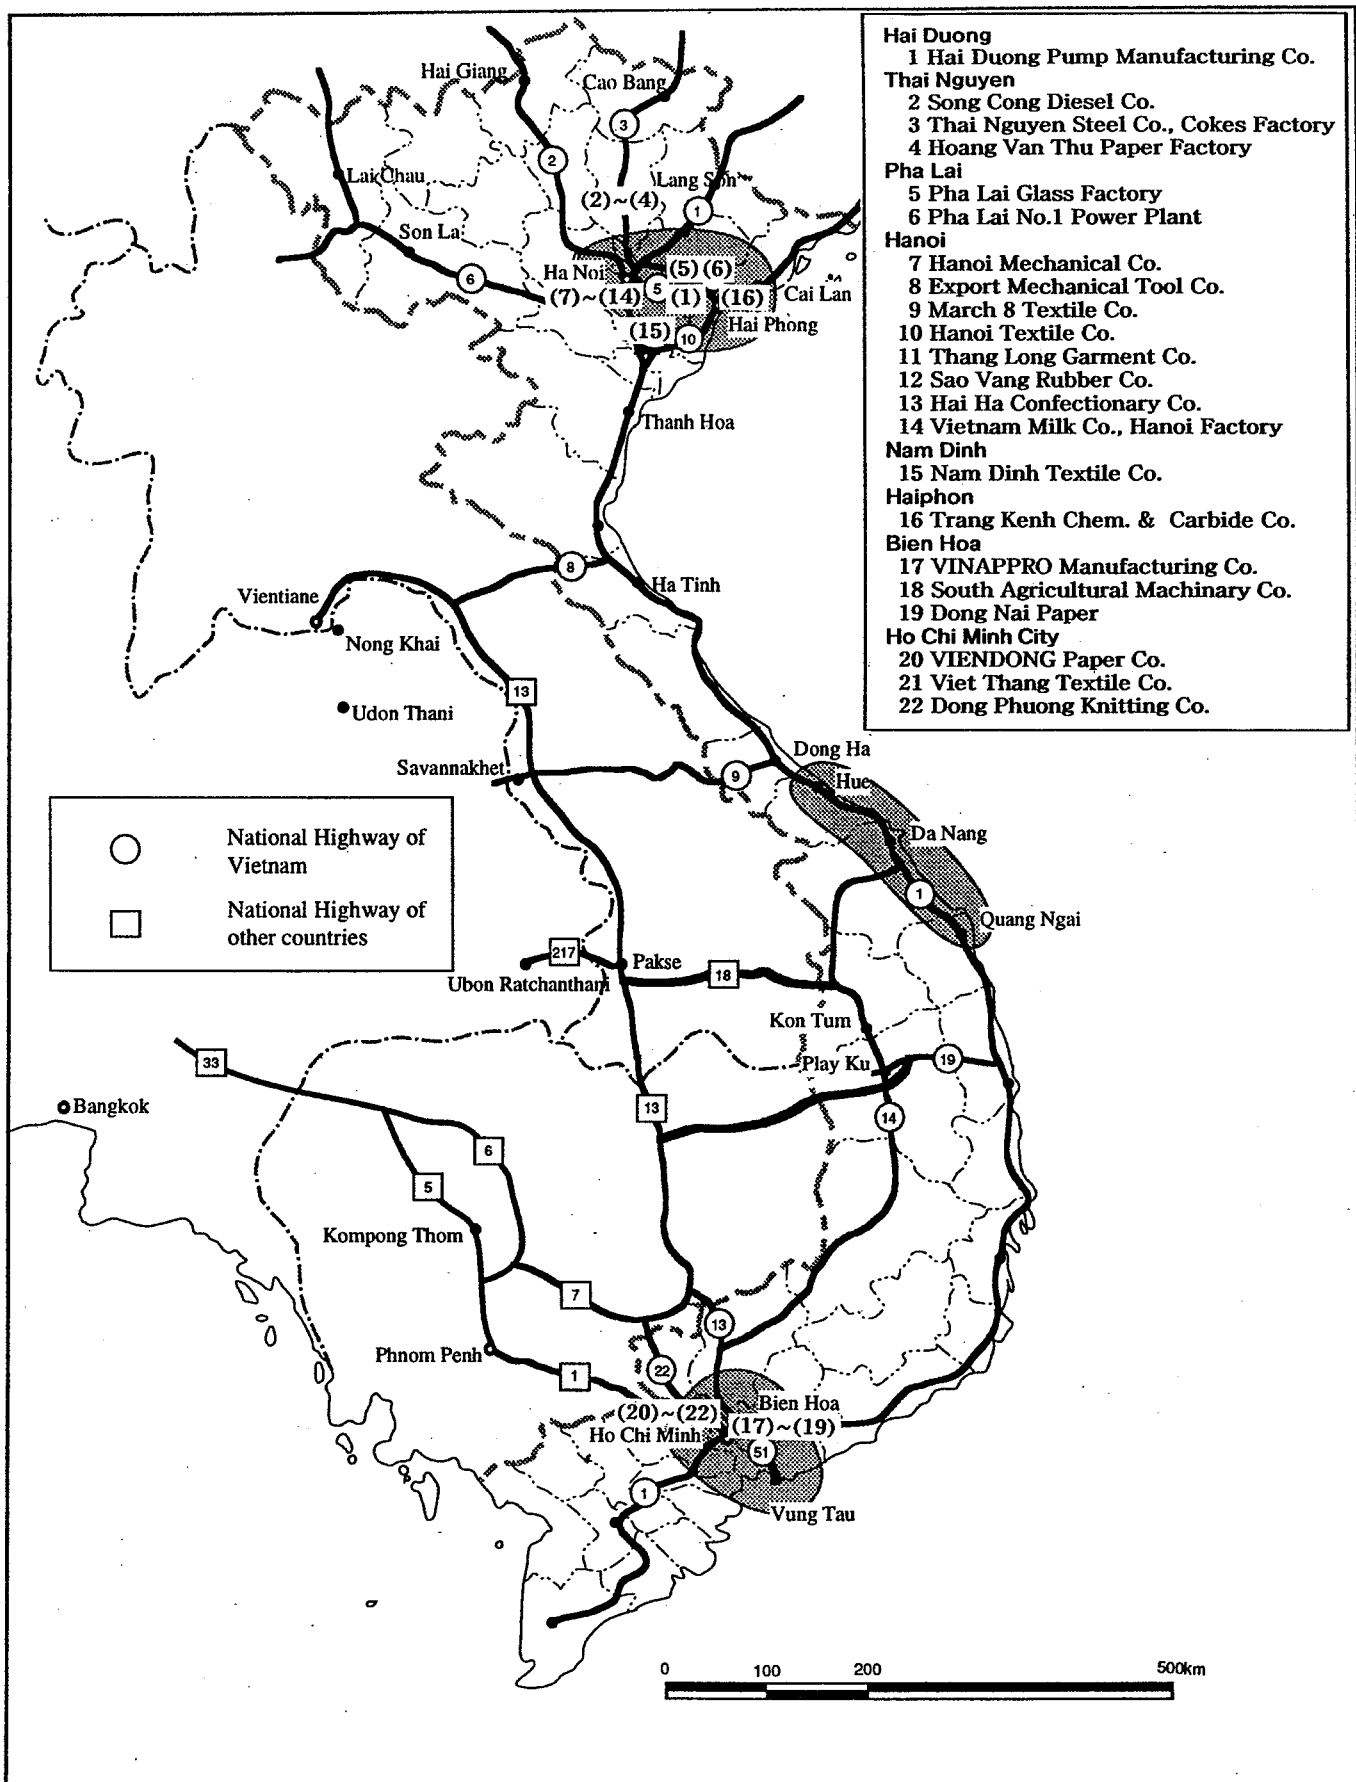 Hai Duong
1 Hai Duong Pump Manufacturing Co.
Thai Nguyen
2 Song Cong Diesel Co.
3 Thai Nguyen Steel Co., Cokes Factory
4 Hoang Van Thu Paper Factory
Pha Lai
5 Pha Lai Glass Factory
6 Pha Lai No.1 Power Plant
Hanoi
7 Hanoi Mechanical Co.
8 Export Mechanical Tool Co.
9 March 8 Textile Co.
10 Hanoi Textile Co.
11 Thang Long Garment Co.
12 Sao Vang Rubber Co.
13 Hai Ha Confectionary Co.
14 Vietnam Milk Co., Hanoi Factory
Nam Dinh
15 Nam Dinh Textile Co.
Haiphon
16 Trang Kenh Chem. & Carbide Co.
Bien Hoa
17 VINAPPRO Manufacturing Co.
18 South Agricultural Machinary Co.
19 Dong Nai Paper
Ho Chi Minh City
20 VIENDONG Paper Co.
21 Viet Thang Textile Co.
22 Dong Phuong Knitting Co.
Hai Giang
Cao Bang
3
2
Lai Chau
Lang Son
(2)~(4)
1
Son La
Ha Noi
(5) (6)
6
5
Cai Lan
(7)~(14)
(1)
(16)
Hai Phong
(15)
10
Thanh Hoa
8
Ha Tinh
Vientiane
Nong Khai
13
Udon Thani
Dong Ha
Savannakhet
9
Hue
National Highway of
Vietnam
National Highway of
other countries
Da Nang
1
Quang Ngai
217
Pakse
Ubon Ratchanthani
18
Kon Tum
33
Play Ku
19
Bangkok
13
14
6
5
Kompong Thom
7
13
Phnom Penh
1
22
Bien Hoa
(20)~(22)
(17)~(19)
Ho Chi Minh
51
1
Vung Tau
0 100 200 500km